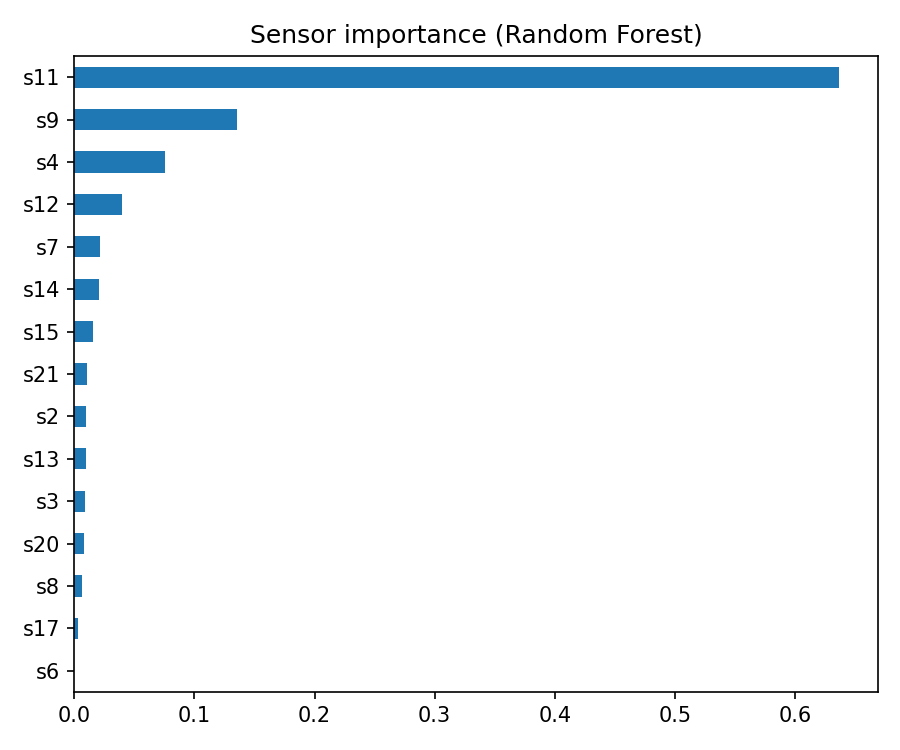 Sensor importance (Random Forest)
s11
s9
s4
s12
s7
s14
s15
s21
s2
s13
s3
s20
s8
s17
s6
0.0 0.1 0.2 0.3 0.4 0.5 0.6